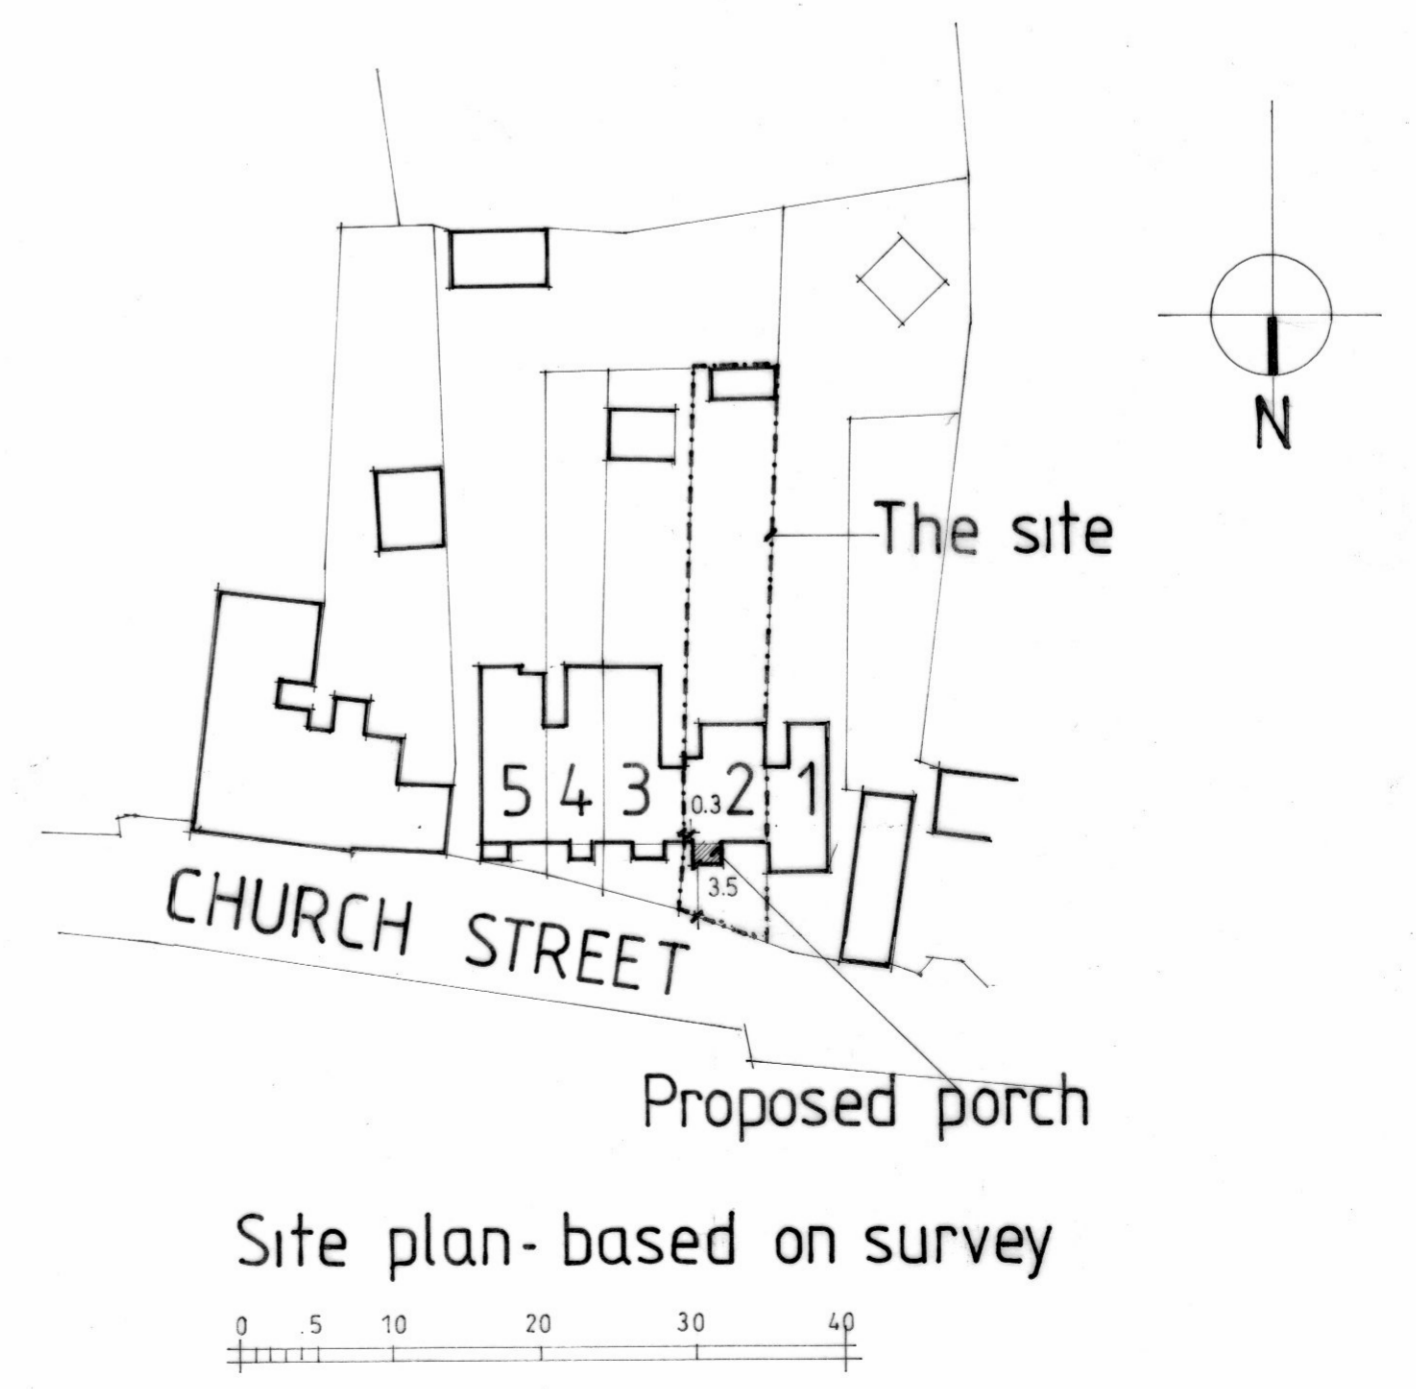 N
The site
5 4 3 2 1
0.3
3.5
CHURCH STREET
Proposed porch
Site plan - based on survey
0 .5 10 20 30 40